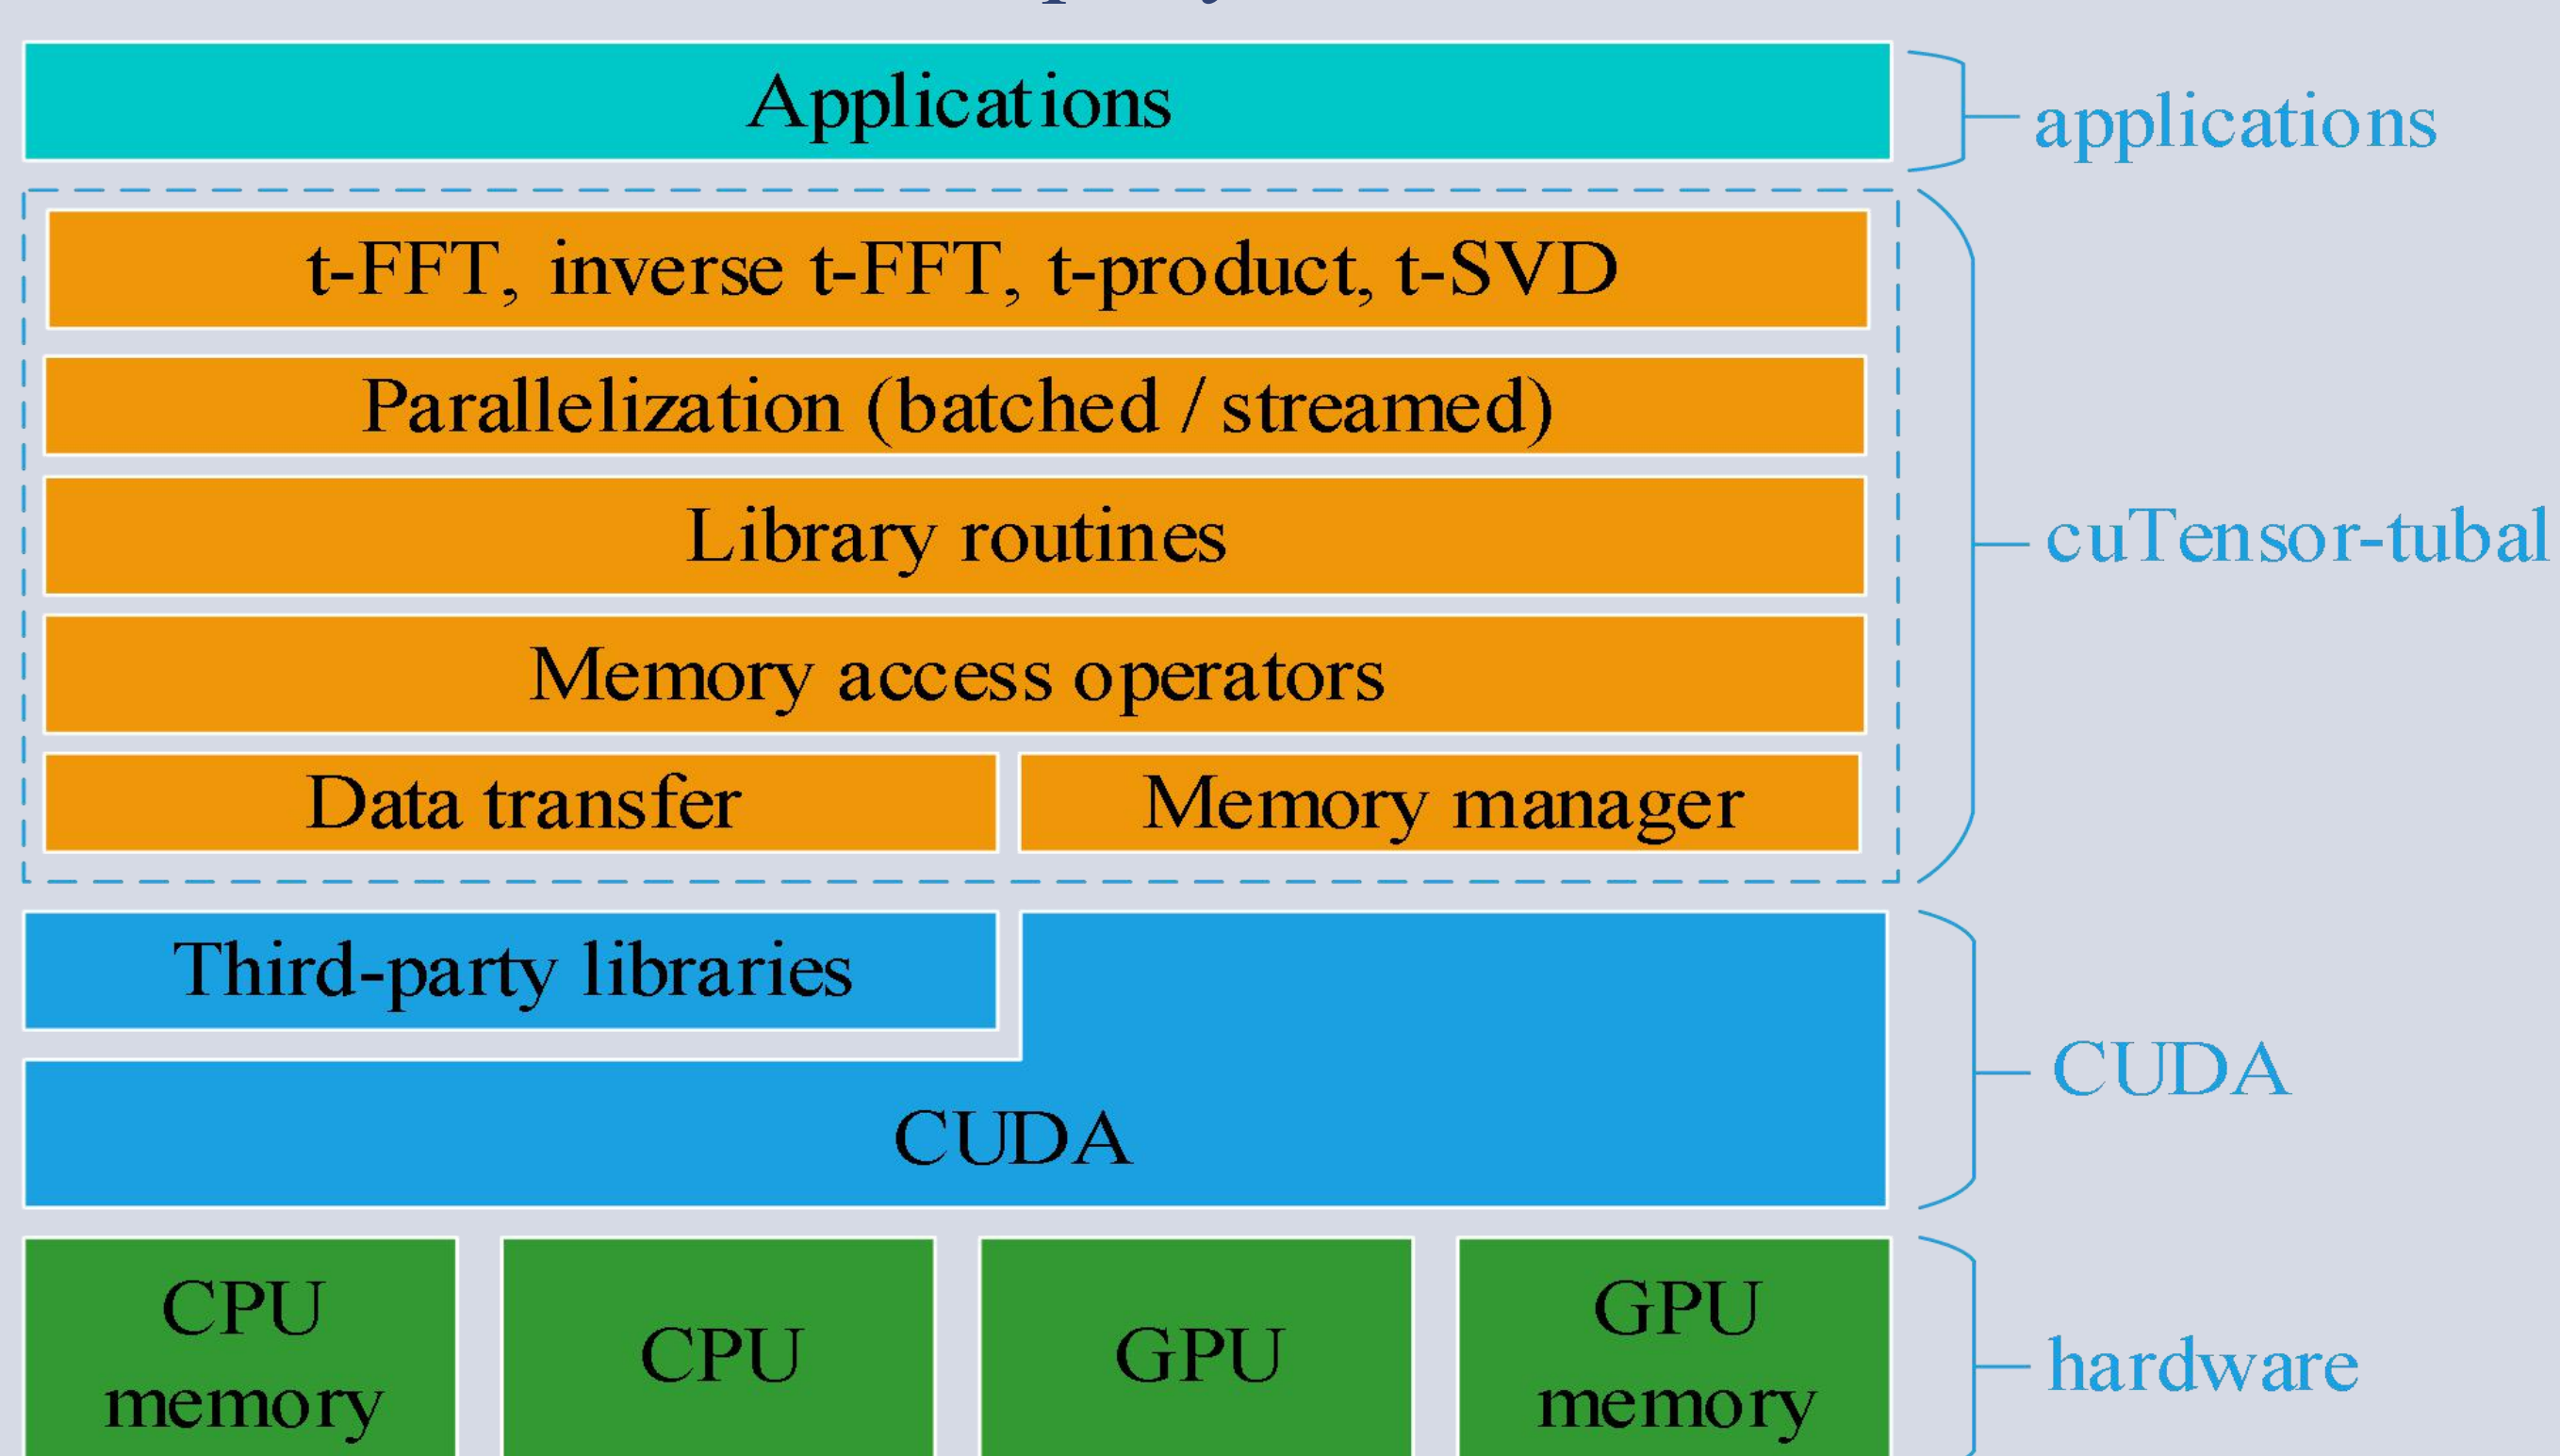 Applications
applications
t-FFT, inverse t-FFT, t-product, t-SVD
Parallelization (batched / streamed)
Library routines
cuTensor-tubal
Memory access operators
Data transfer
Memory manager
Third-party libraries
CUDA
CUDA
CPU
memory
CPU
GPU
GPU
memory
hardware